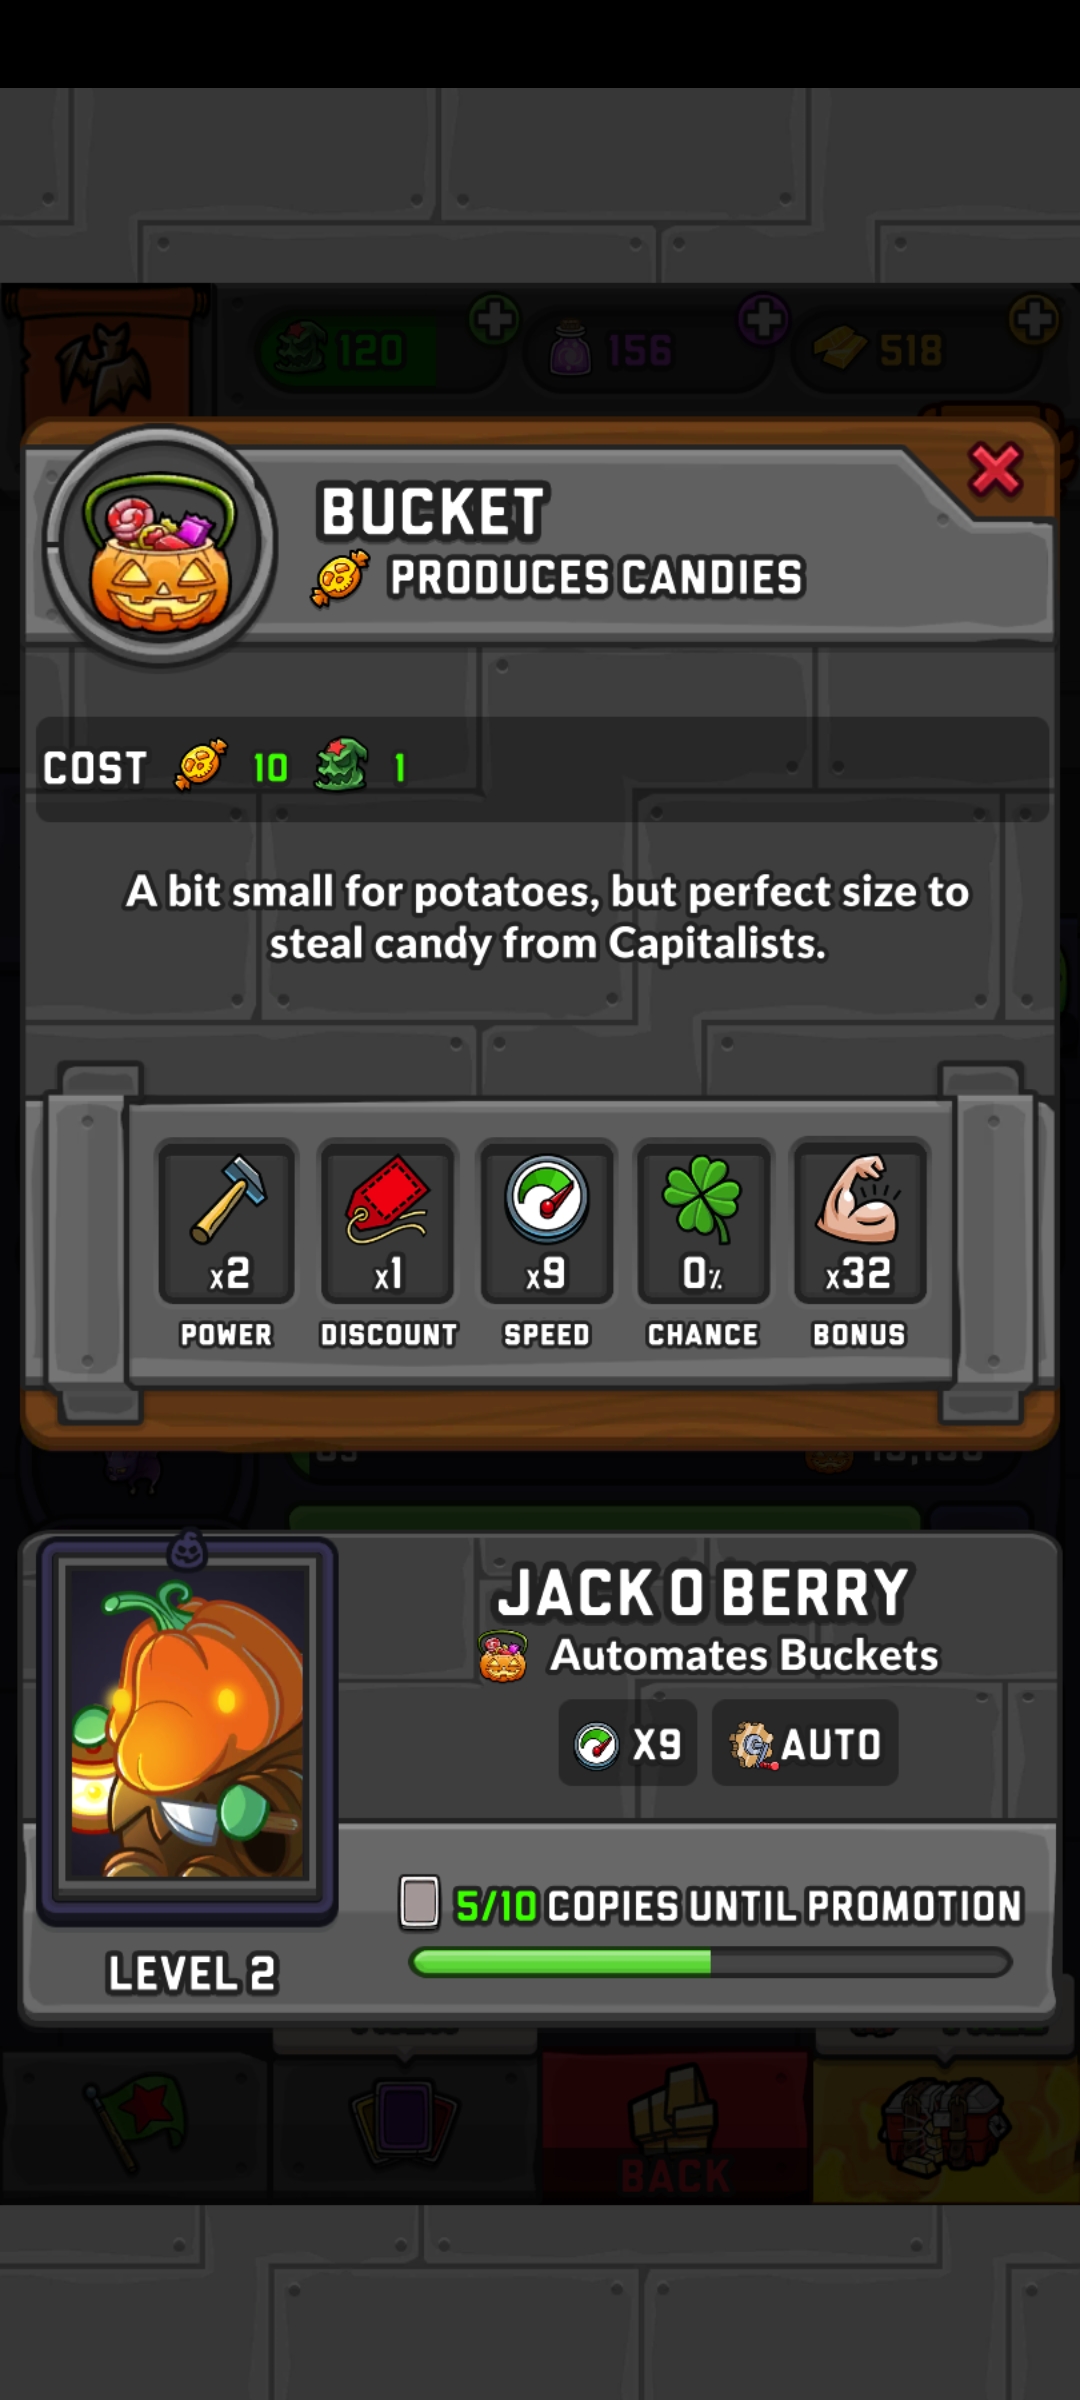 120 156 518
BUCKET
PRODUCES CANDIES
COST 10 1
A bit small for potatoes, but perfect size to
steal candy from Capitalists.
x2 x1 x9 0% x32
POWER DISCOUNT SPEED CHANCE BONUS
JACK O BERRY
Automates Buckets
X9 AUTO
5/10 COPIES UNTIL PROMOTION
LEVEL 2
BACK